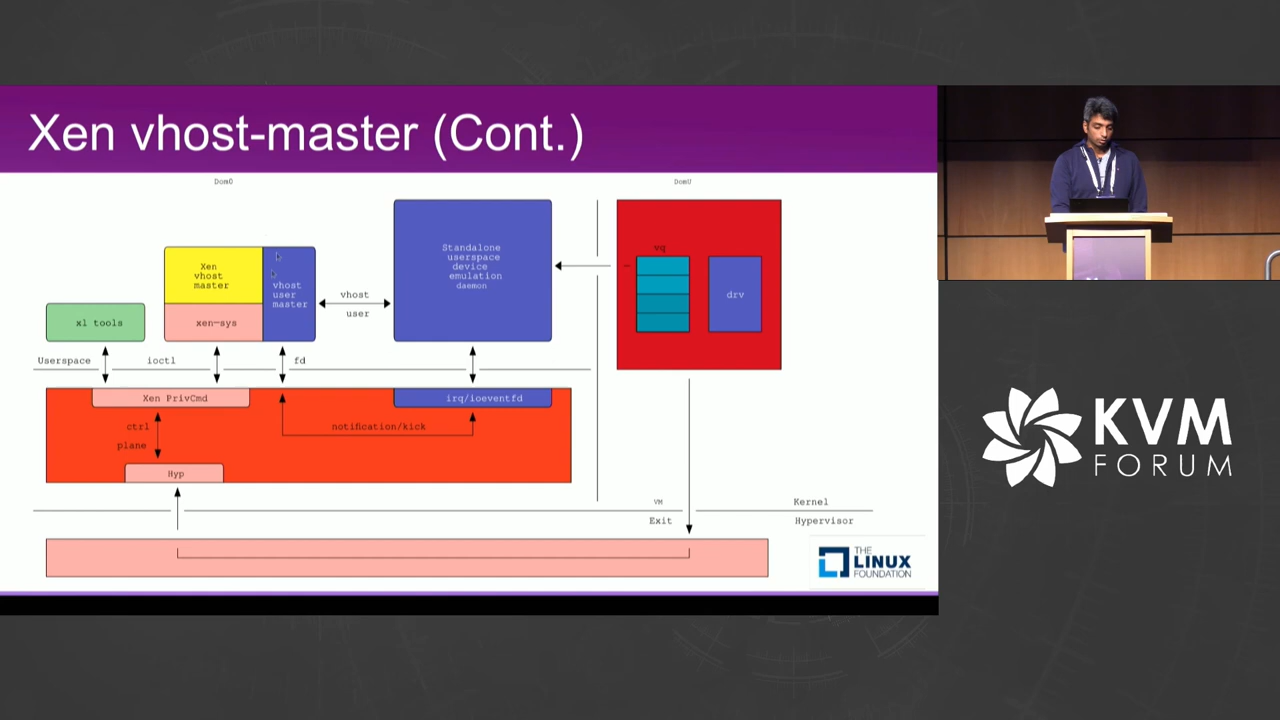 Xen vhost-master (Cont.)
Dom0
DomU
Standalone
userspace
device
emulation
daemon
vq
drv
Xen
vhost
master
vhost
user
master
vhost
user
xl tools
xen-sys
Userspace
ioctl
fd
Xen PrivCmd
irq/ioeventfd
ctrl
plane
notification/kick
Hyp
VM
Exit
Kernel
Hypervisor
THE
LINUX
FOUNDATION
KVM
FORUM